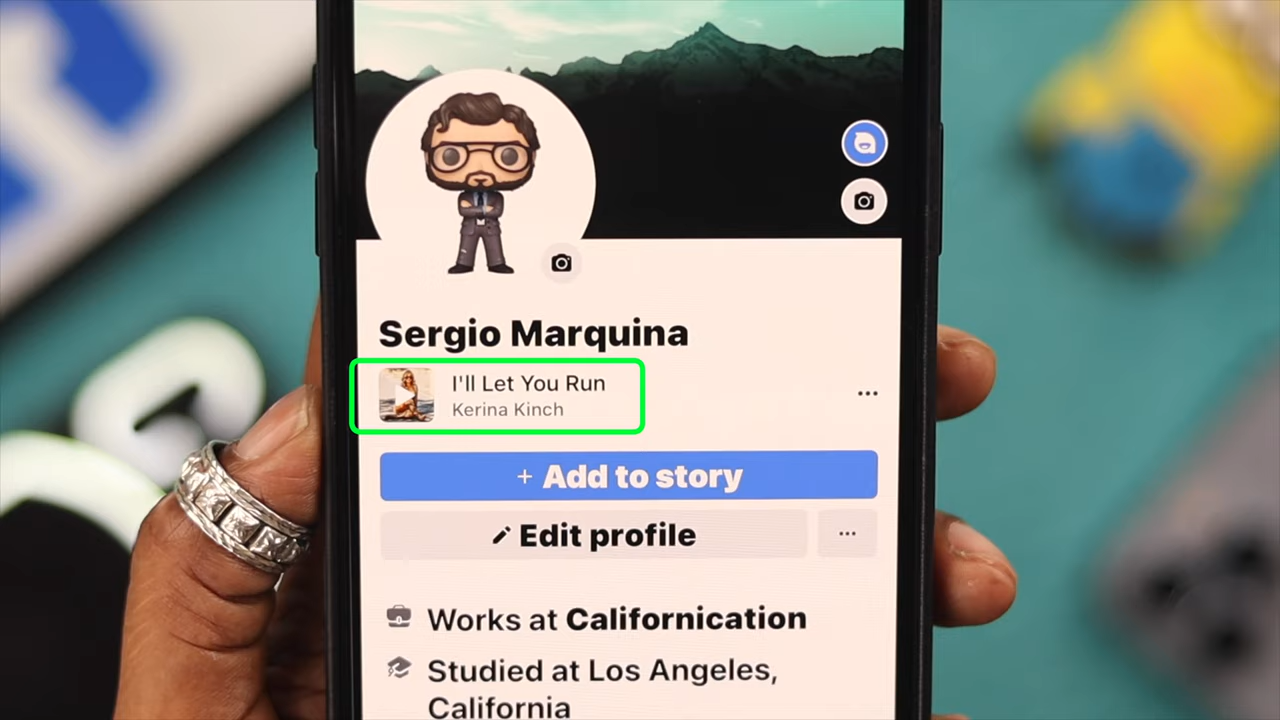 Sergio Marquina
I'll Let You Run
Kerina Kinch
+ Add to story
Edit profile
Works at Californication
Studied at Los Angeles,
California